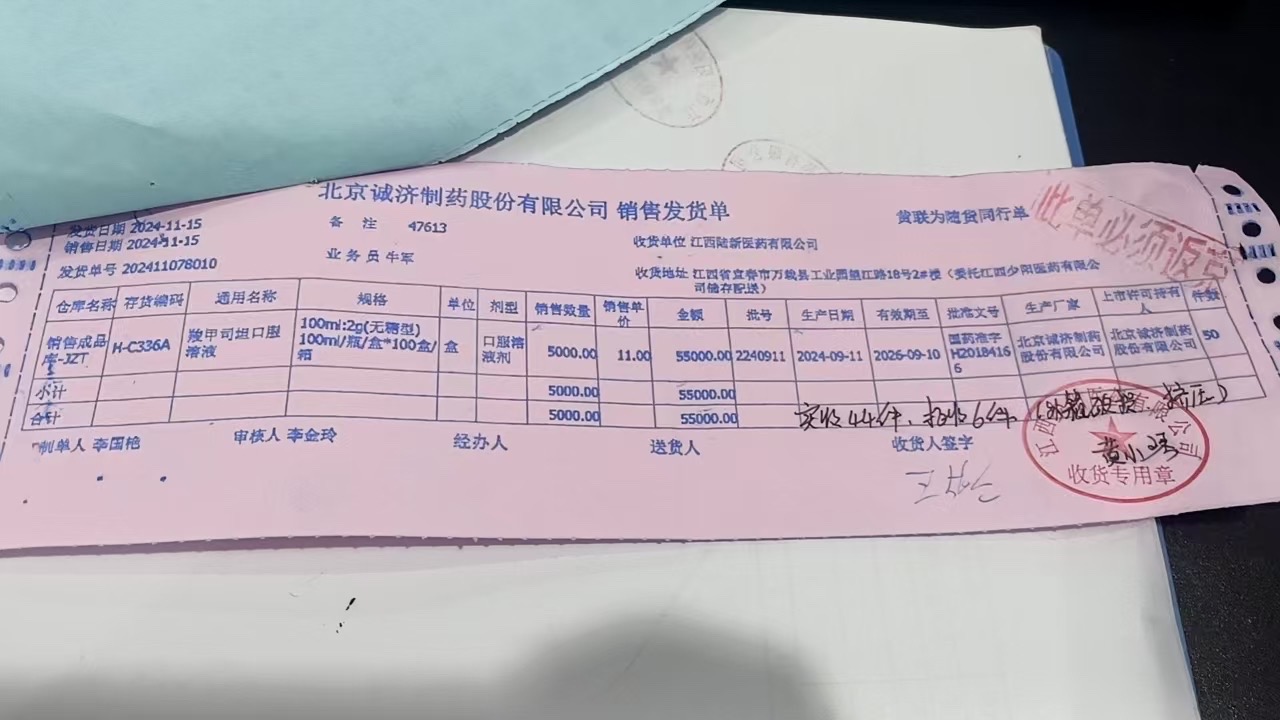 北京诚济制药股份有限公司 销售发货单
发货日期 2024-11-15
备 注 47613
货联为随货同行单
此单必须返
销售日期 2024-11-15
收货单位 江西陆新医药有限公司
发货单号 202411078010
业务员 牛军
收货地址 江西省宜春市万载县工业园望江路18号2#楼（委托江西夕阳医药有限公司储存配送）
仓库名称 存货编码 通用名称 规格 单位 剂型 销售数量 销售单价 金额 批号 生产日期 有效期至 批准文号 生产厂家 上市许可持有人 件数
销售成品库-JZT H-C336A 羧甲司坦口服溶液 100ml:2g(无糖型) 100ml/瓶/盒*100盒/箱 盒 口服溶液剂 5000.00 11.00 55000.00 2240911 2024-09-11 2026-09-10 国药准字H20184166 北京诚济制药股份有限公司 北京诚济制药股份有限公司 50
小计 5000.00 55000.00
合计 5000.00 55000.00
实收44件、拒收6件（外箱破损、挤压）
制单人 李国艳 审核人 李金玲 经办人 送货人 收货人签字
黄小
收货专用章